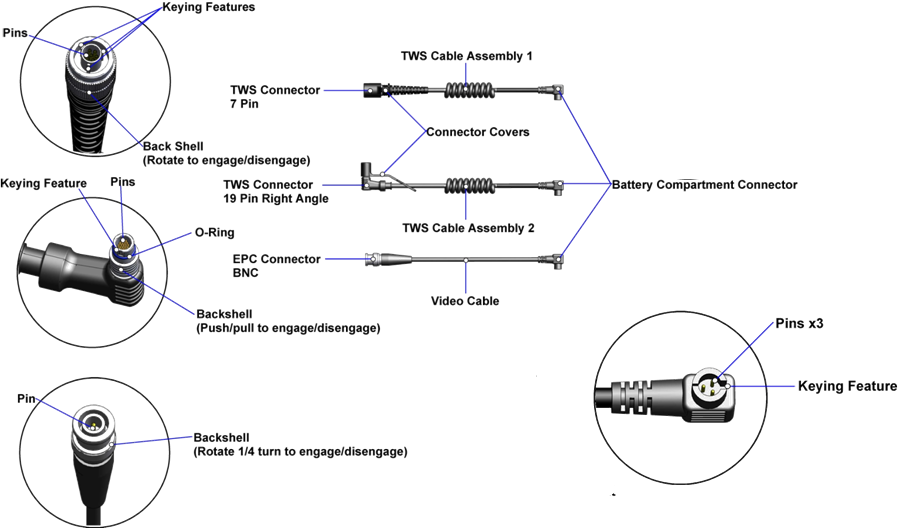 Keying Features
Pins
Back Shell
(Rotate to engage/disengage)
TWS Cable Assembly 1
TWS Connector
7 Pin
Connector Covers
Keying Feature
Pins
O-Ring
Backshell
(Push/pull to engage/disengage)
TWS Connector
19 Pin Right Angle
Battery Compartment Connector
TWS Cable Assembly 2
EPC Connector
BNC
Video Cable
Pin
Backshell
(Rotate 1/4 turn to engage/disengage)
Pins x3
Keying Feature